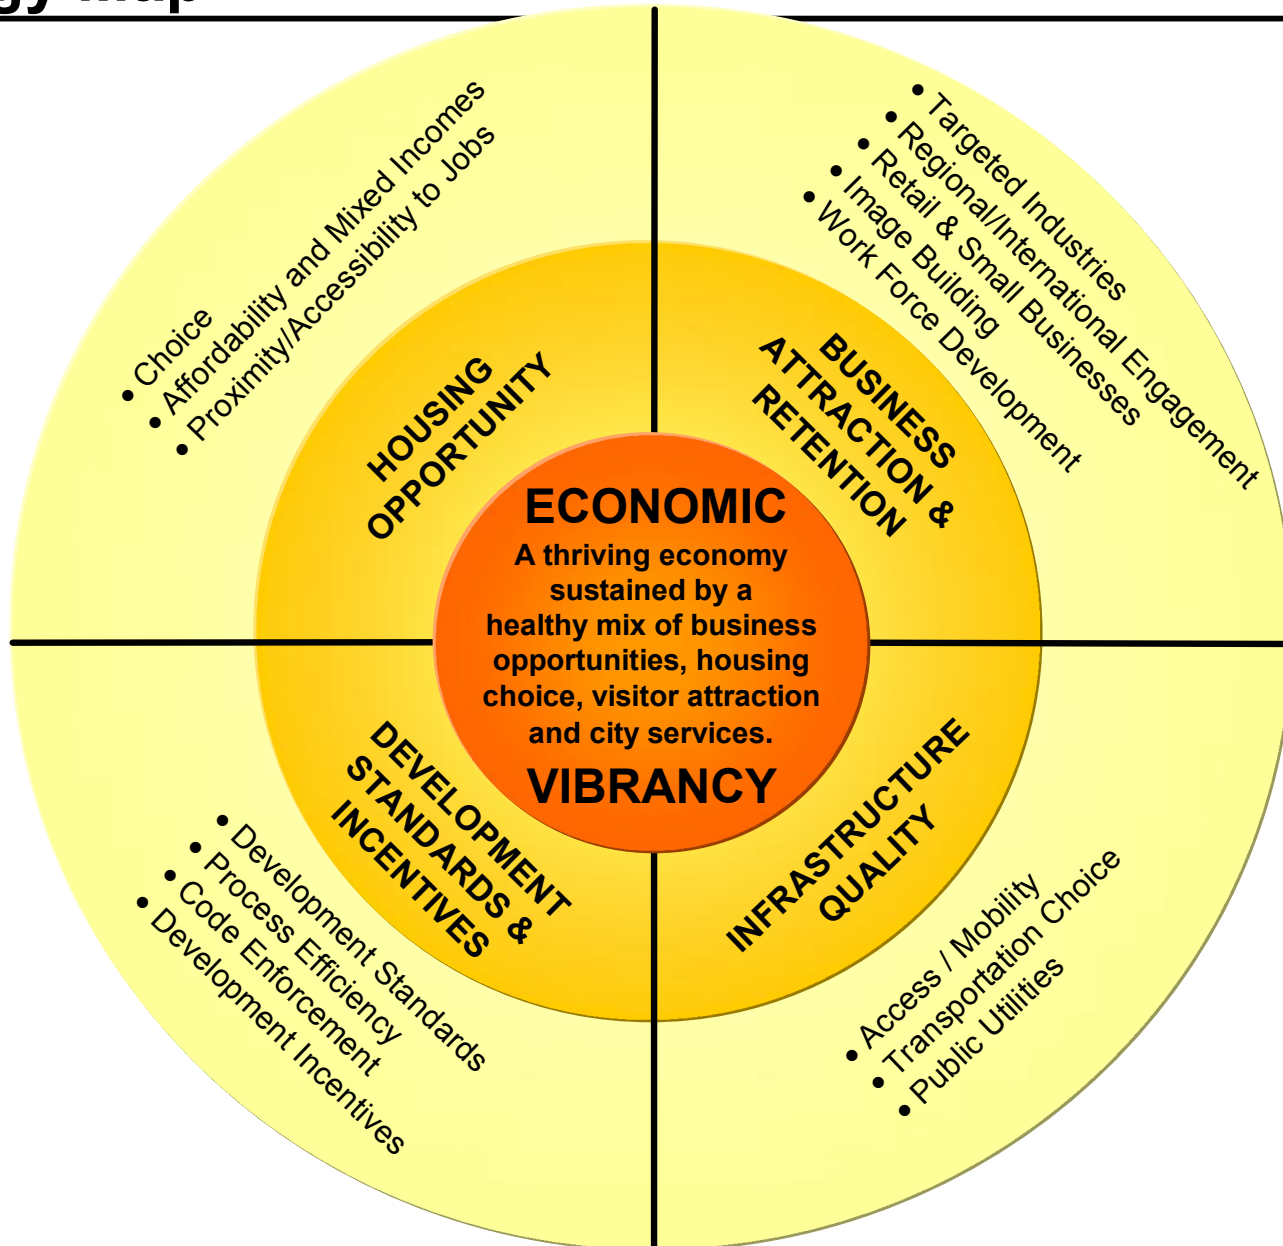 Map
• Choice
• Affordability and Mixed Incomes
• Proximity/Accessibility to Jobs
HOUSING
OPPORTUNITY
• Targeted Industries
• Regional/International Engagement
• Retail & Small Businesses
• Image Building
• Work Force Development
BUSINESS
ATTRACTION &
RETENTION
ECONOMIC
A thriving economy
sustained by a
healthy mix of business
opportunities, housing
choice, visitor attraction
and city services.
VIBRANCY
DEVELOPMENT
STANDARDS &
INCENTIVES
• Development Standards
• Process Efficiency
• Code Enforcement
• Development Incentives
INFRASTRUCTURE
QUALITY
• Access / Mobility
• Transportation Choice
• Public Utilities